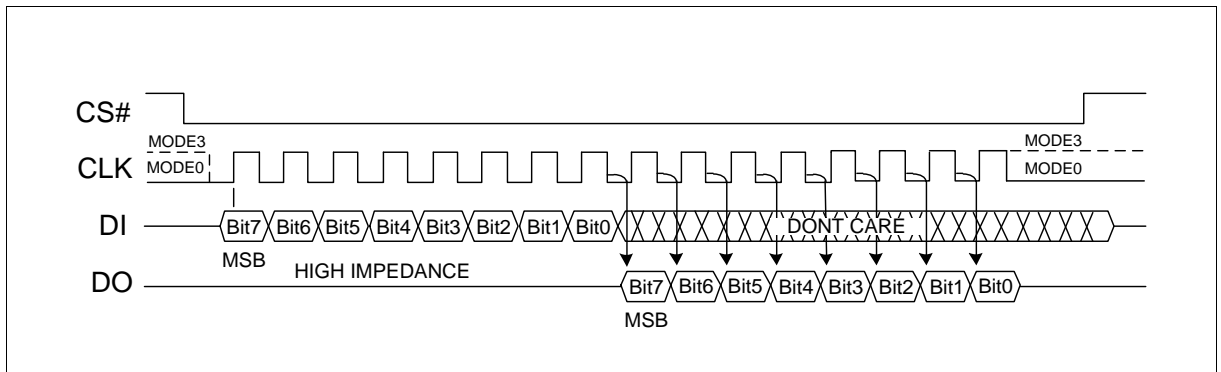 CS#
MODE3
MODE0
CLK
MODE3
MODE0
DI
Bit7 Bit6 Bit5 Bit4 Bit3 Bit2 Bit1 Bit0
DONT CARE
MSB
HIGH IMPEDANCE
DO
Bit7 Bit6 Bit5 Bit4 Bit3 Bit2 Bit1 Bit0
MSB